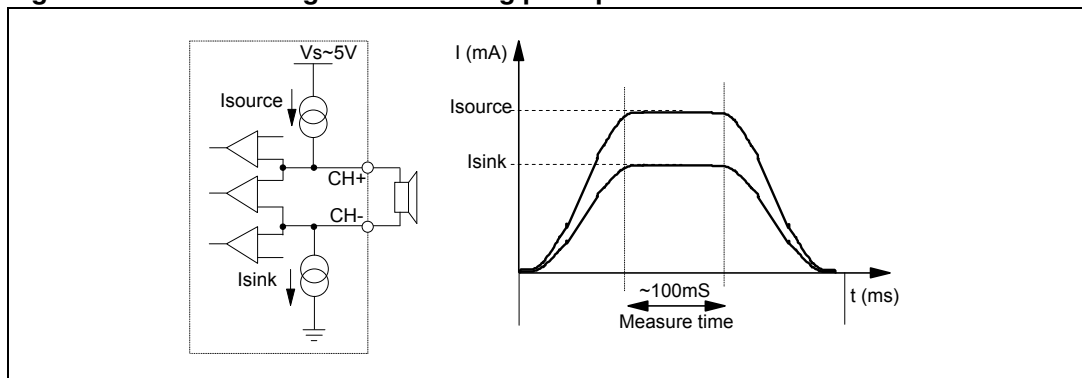 Vs~5V
Isource
CH+
CH-
Isink
I (mA)
Isource
Isink
~100mS
Measure time
t (ms)